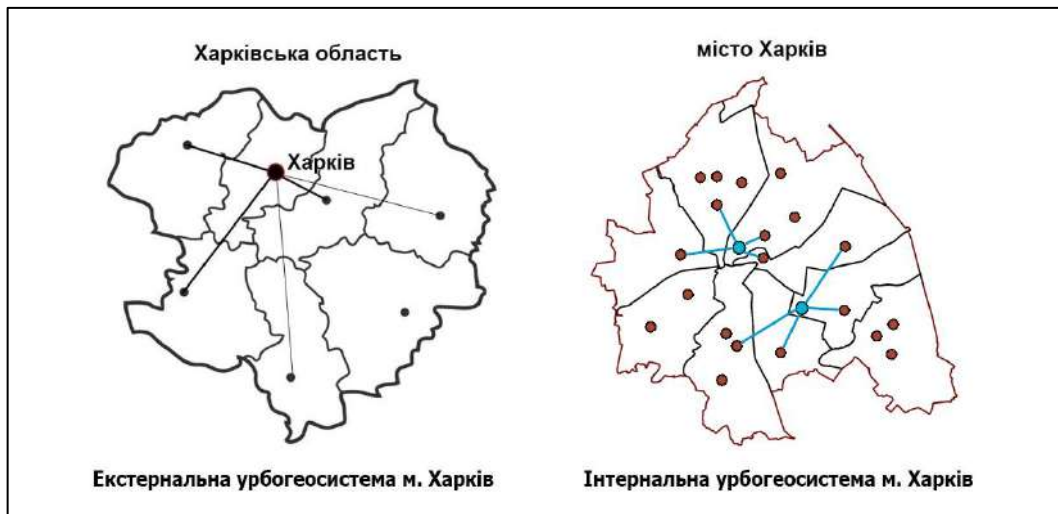 Харківська область
місто Харків
Харків
Екстернальна урбогеосистема м. Харків
Інтернальна урбогеосистема м. Харків